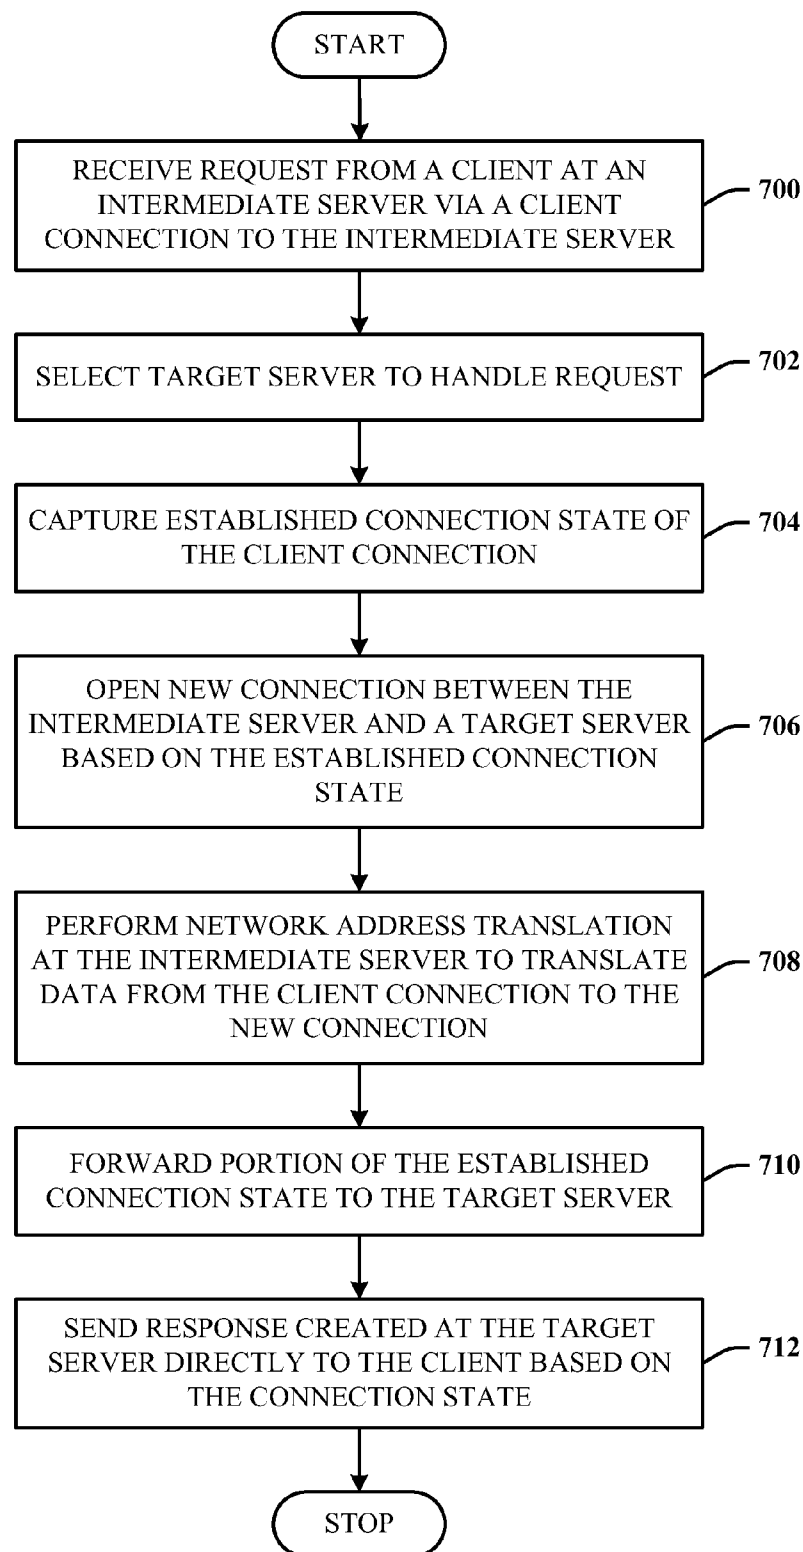 START
RECEIVE REQUEST FROM A CLIENT AT AN
INTERMEDIATE SERVER VIA A CLIENT
CONNECTION TO THE INTERMEDIATE SERVER
700
SELECT TARGET SERVER TO HANDLE REQUEST
702
CAPTURE ESTABLISHED CONNECTION STATE OF
THE CLIENT CONNECTION
704
OPEN NEW CONNECTION BETWEEN THE
INTERMEDIATE SERVER AND A TARGET SERVER
BASED ON THE ESTABLISHED CONNECTION
STATE
706
PERFORM NETWORK ADDRESS TRANSLATION
AT THE INTERMEDIATE SERVER TO TRANSLATE
DATA FROM THE CLIENT CONNECTION TO THE
NEW CONNECTION
708
FORWARD PORTION OF THE ESTABLISHED
CONNECTION STATE TO THE TARGET SERVER
710
SEND RESPONSE CREATED AT THE TARGET
SERVER DIRECTLY TO THE CLIENT BASED ON
THE CONNECTION STATE
712
STOP